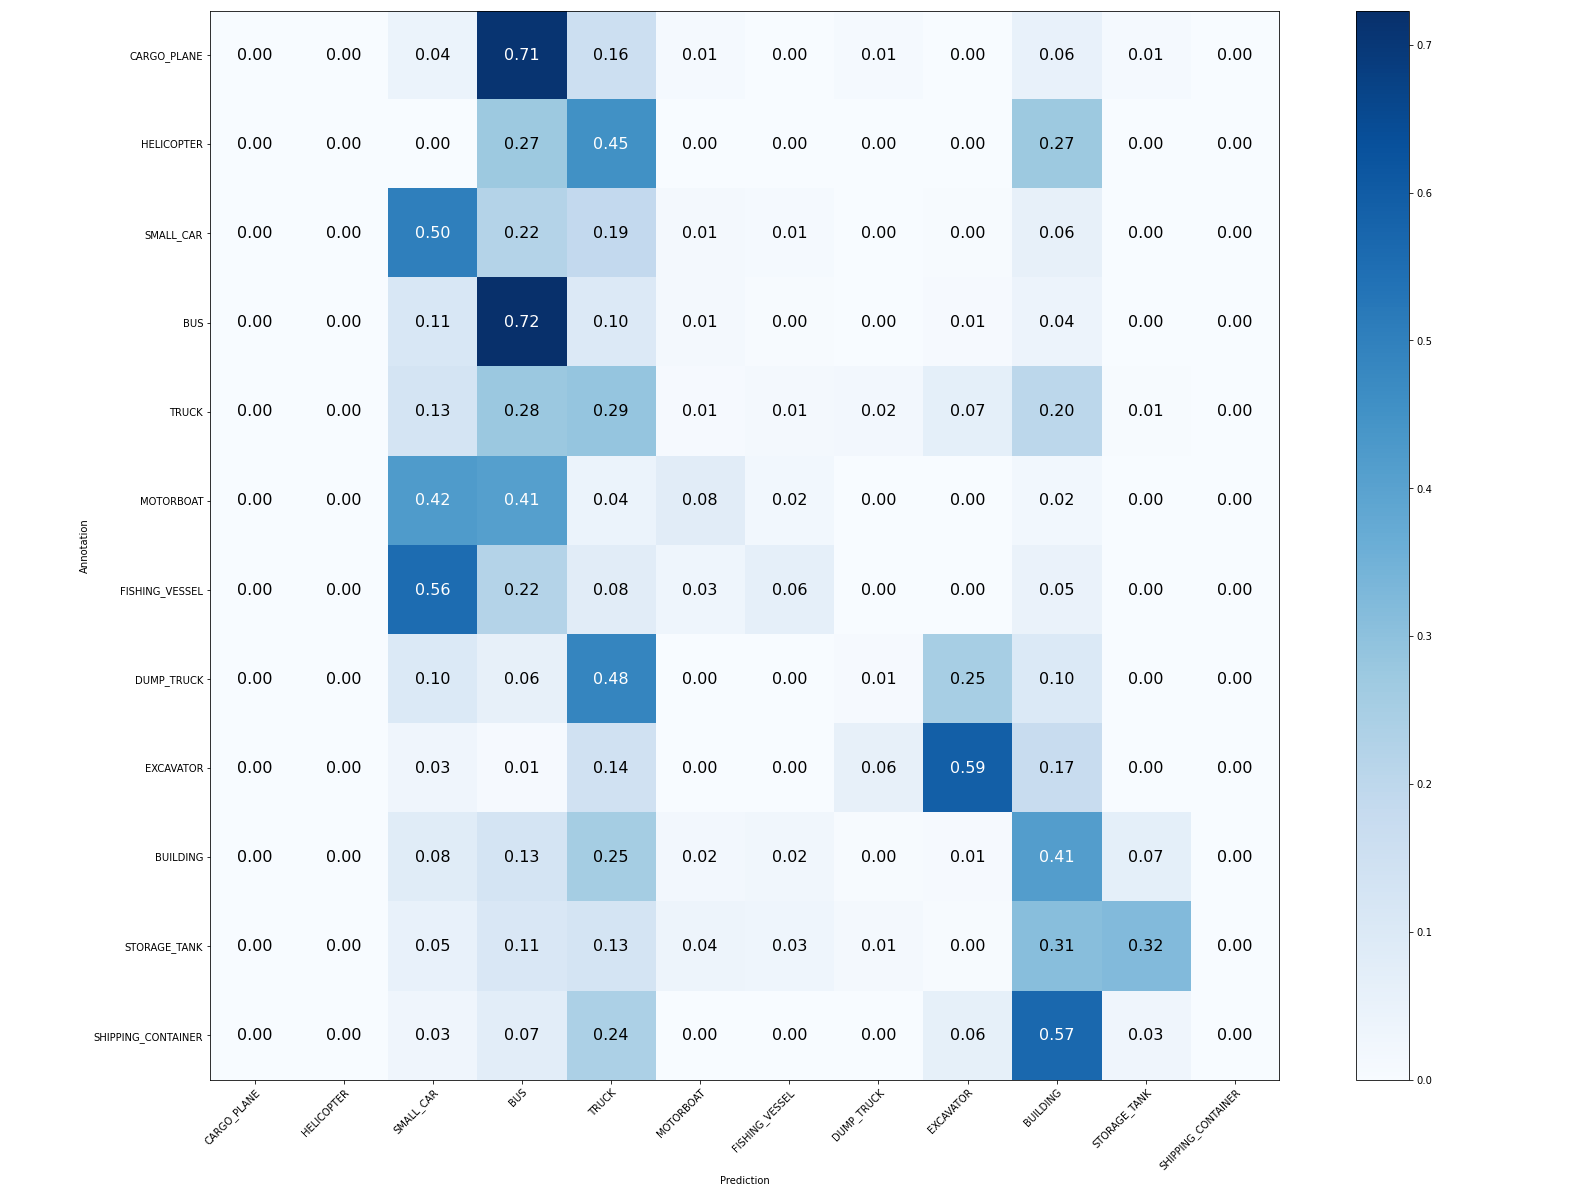 CARGO_PLANE 0.00 0.00 0.04 0.71 0.16 0.01 0.00 0.01 0.00 0.06 0.01 0.00
HELICOPTER 0.00 0.00 0.00 0.27 0.45 0.00 0.00 0.00 0.00 0.27 0.00 0.00
SMALL_CAR 0.00 0.00 0.50 0.22 0.19 0.01 0.01 0.00 0.00 0.06 0.00 0.00
BUS 0.00 0.00 0.11 0.72 0.10 0.01 0.00 0.00 0.01 0.04 0.00 0.00
TRUCK 0.00 0.00 0.13 0.28 0.29 0.01 0.01 0.02 0.07 0.20 0.01 0.00
MOTORBOAT 0.00 0.00 0.42 0.41 0.04 0.08 0.02 0.00 0.00 0.02 0.00 0.00
FISHING_VESSEL 0.00 0.00 0.56 0.22 0.08 0.03 0.06 0.00 0.00 0.05 0.00 0.00
DUMP_TRUCK 0.00 0.00 0.10 0.06 0.48 0.00 0.00 0.01 0.25 0.10 0.00 0.00
EXCAVATOR 0.00 0.00 0.03 0.01 0.14 0.00 0.00 0.06 0.59 0.17 0.00 0.00
BUILDING 0.00 0.00 0.08 0.13 0.25 0.02 0.02 0.00 0.01 0.41 0.07 0.00
STORAGE_TANK 0.00 0.00 0.05 0.11 0.13 0.04 0.03 0.01 0.00 0.31 0.32 0.00
SHIPPING_CONTAINER 0.00 0.00 0.03 0.07 0.24 0.00 0.00 0.00 0.06 0.57 0.03 0.00
CARGO_PLANE HELICOPTER SMALL_CAR BUS TRUCK MOTORBOAT FISHING_VESSEL DUMP_TRUCK EXCAVATOR BUILDING STORAGE_TANK SHIPPING_CONTAINER
Prediction
Annotation
0.7
0.6
0.5
0.4
0.3
0.2
0.1
0.0